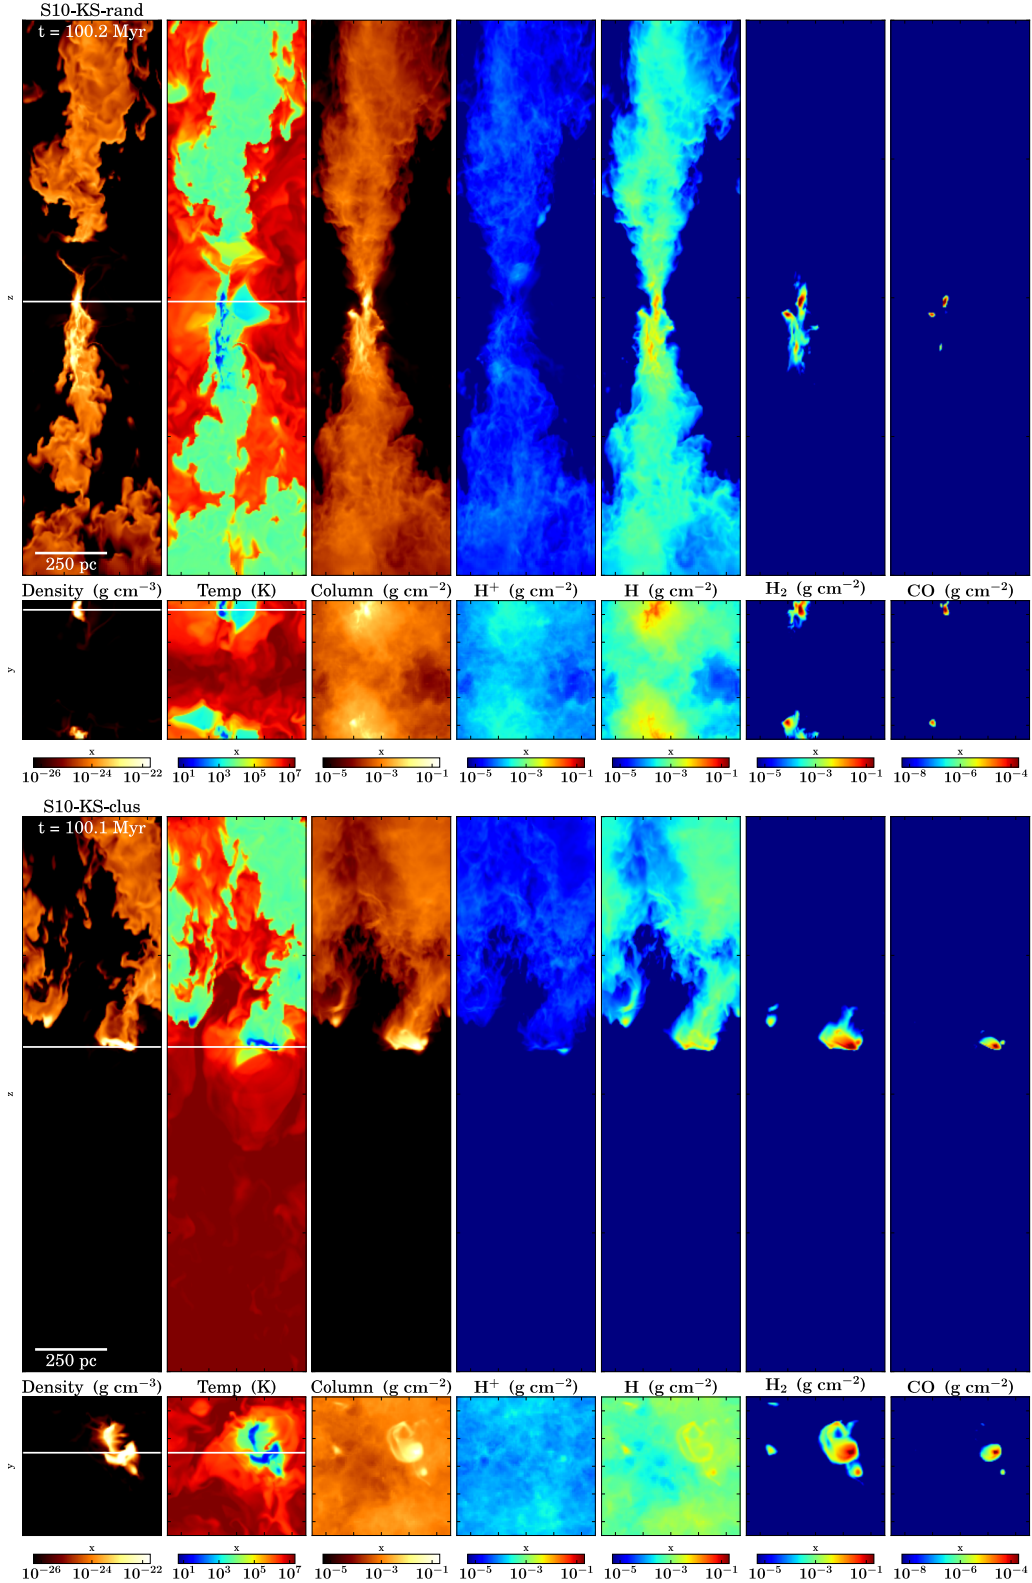 S10-KS-rand
t = 100.2 Myr
z
250 pc
Density (g cm⁻³) Temp (K) Column (g cm⁻²) H⁺ (g cm⁻²) H (g cm⁻²) H₂ (g cm⁻²) CO (g cm⁻²)
y
x x x x x x x
10⁻²⁶ 10⁻²⁴ 10⁻²² 10¹ 10³ 10⁵ 10⁷ 10⁻⁵ 10⁻³ 10⁻¹ 10⁻⁵ 10⁻³ 10⁻¹ 10⁻⁵ 10⁻³ 10⁻¹ 10⁻⁵ 10⁻³ 10⁻¹ 10⁻⁸ 10⁻⁶ 10⁻⁴
S10-KS-clus
t = 100.1 Myr
z
250 pc
Density (g cm⁻³) Temp (K) Column (g cm⁻²) H⁺ (g cm⁻²) H (g cm⁻²) H₂ (g cm⁻²) CO (g cm⁻²)
y
x x x x x x x
10⁻²⁶ 10⁻²⁴ 10⁻²² 10¹ 10³ 10⁵ 10⁷ 10⁻⁵ 10⁻³ 10⁻¹ 10⁻⁵ 10⁻³ 10⁻¹ 10⁻⁵ 10⁻³ 10⁻¹ 10⁻⁵ 10⁻³ 10⁻¹ 10⁻⁸ 10⁻⁶ 10⁻⁴